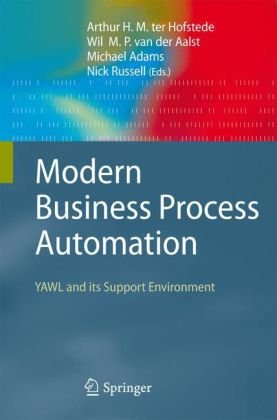 Arthur H. M. ter Hofstede
Wil M. P. van der Aalst
Michael Adams
Nick Russell (Eds.)
Modern
Business Process
Automation
YAWL and its Support Environment
Springer